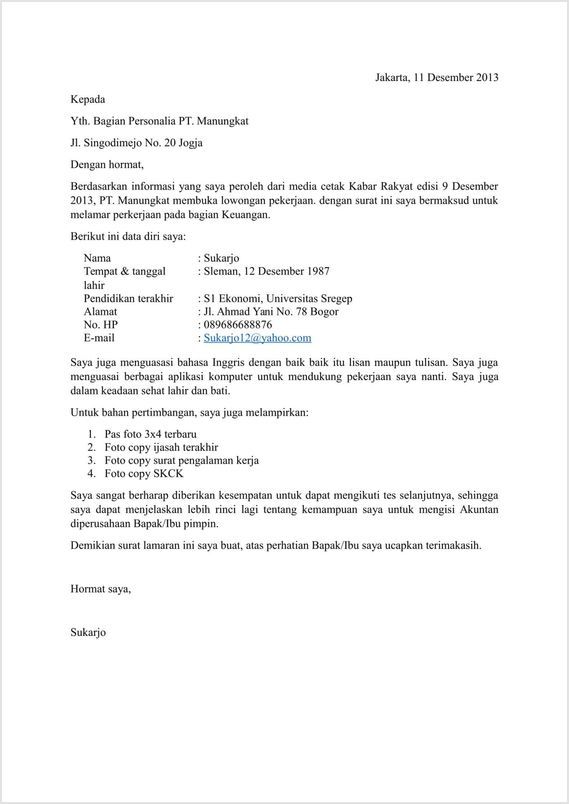 Jakarta, 11 Desember 2013
Kepada
Yth. Bagian Personalia PT. Manungkat
Jl. Singodimejo No. 20 Jogja
Dengan hormat,
Berdasarkan informasi yang saya peroleh dari media cetak Kabar Rakyat edisi 9 Desember
2013, PT. Manungkat membuka lowongan pekerjaan. dengan surat ini saya bermaksud untuk
melamar perkerjaan pada bagian Keuangan.
Berikut ini data diri saya:
Nama : Sukarjo
Tempat & tanggal : Sleman, 12 Desember 1987
lahir
Pendidikan terakhir : S1 Ekonomi, Universitas Sregep
Alamat : Jl. Ahmad Yani No. 78 Bogor
No. HP : 089686688876
E-mail : Sukarjo12@yahoo.com
Saya juga menguasasi bahasa Inggris dengan baik baik itu lisan maupun tulisan. Saya juga
menguasai berbagai aplikasi komputer untuk mendukung pekerjaan saya nanti. Saya juga
dalam keadaan sehat lahir dan bati.
Untuk bahan pertimbangan, saya juga melampirkan:
1. Pas foto 3x4 terbaru
2. Foto copy ijasah terakhir
3. Foto copy surat pengalaman kerja
4. Foto copy SKCK
Saya sangat berharap diberikan kesempatan untuk dapat mengikuti tes selanjutnya, sehingga
saya dapat menjelaskan lebih rinci lagi tentang kemampuan saya untuk mengisi Akuntan
diperusahaan Bapak/Ibu pimpin.
Demikian surat lamaran ini saya buat, atas perhatian Bapak/Ibu saya ucapkan terimakasih.
Hormat saya,
Sukarjo